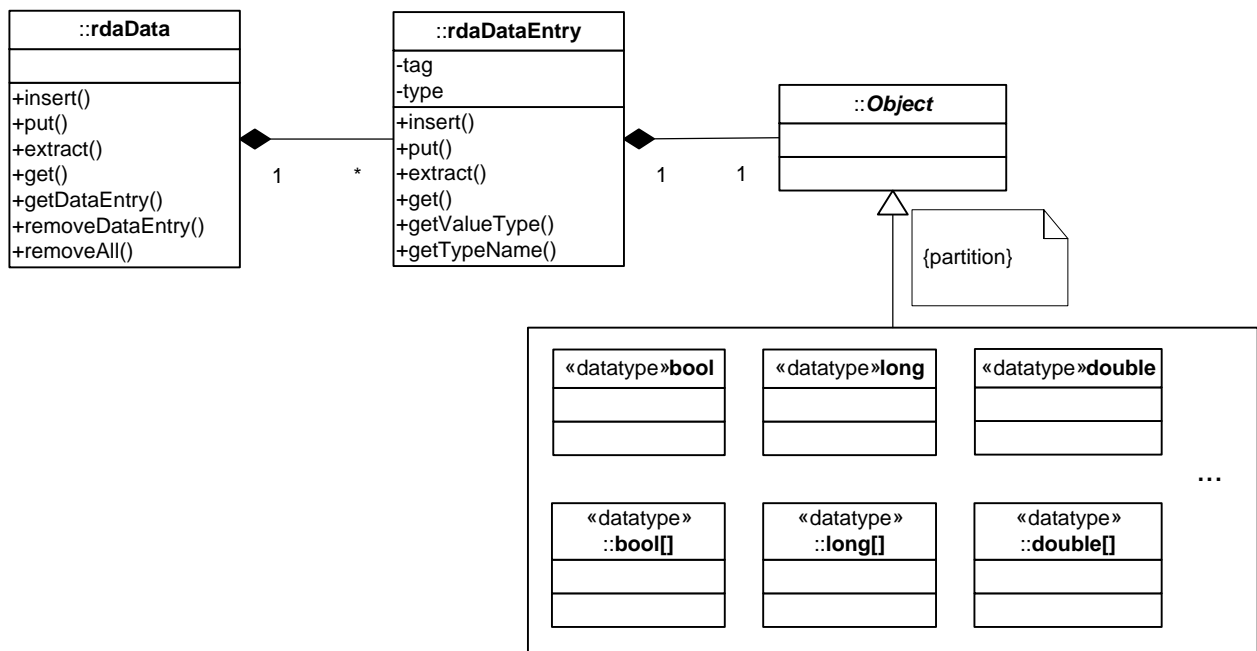 ::rdaData
+insert()
+put()
+extract()
+get()
+getDataEntry()
+removeDataEntry()
+removeAll()
1
*
::rdaDataEntry
-tag
-type
+insert()
+put()
+extract()
+get()
+getValueType()
+getTypeName()
1
1
::Object
{partition}
«datatype»bool
«datatype»long
«datatype»double
...
«datatype»
::bool[]
«datatype»
::long[]
«datatype»
::double[]